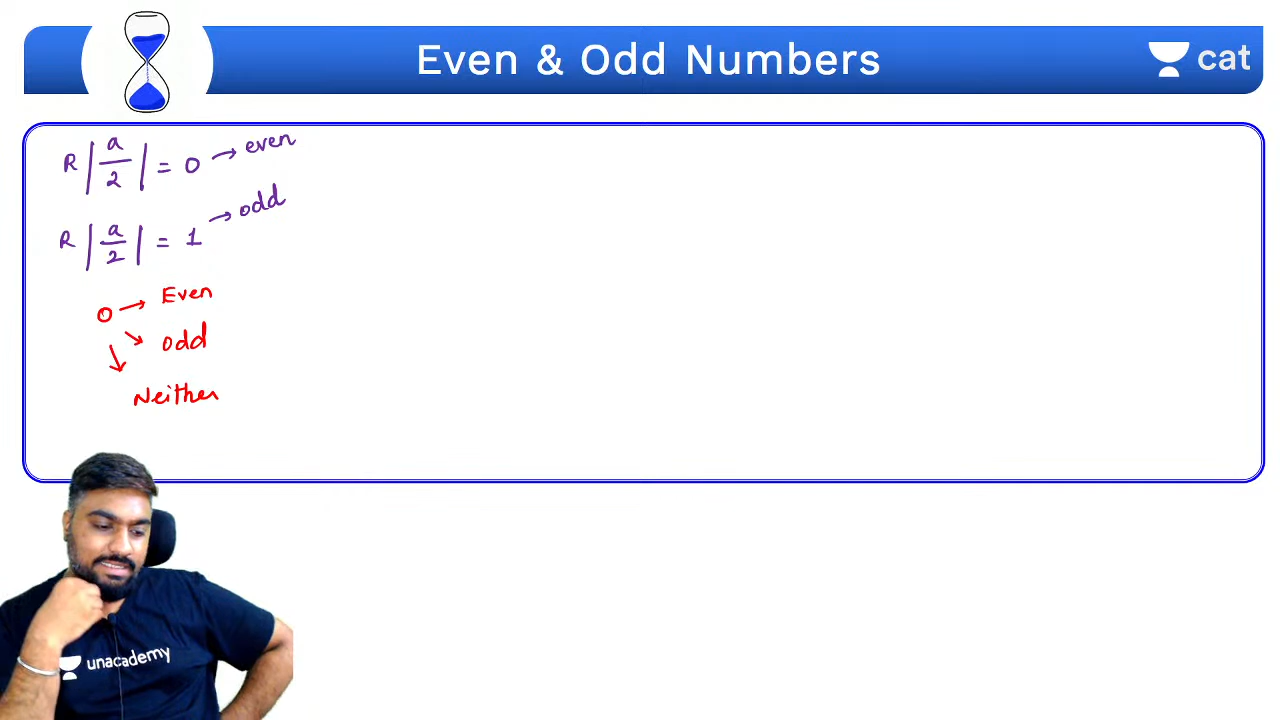 Even & Odd Numbers
cat
R |a/2| = 0 → even
R |a/2| = 1 → odd
0 → Even
↘ odd
↓
Neither
unacademy